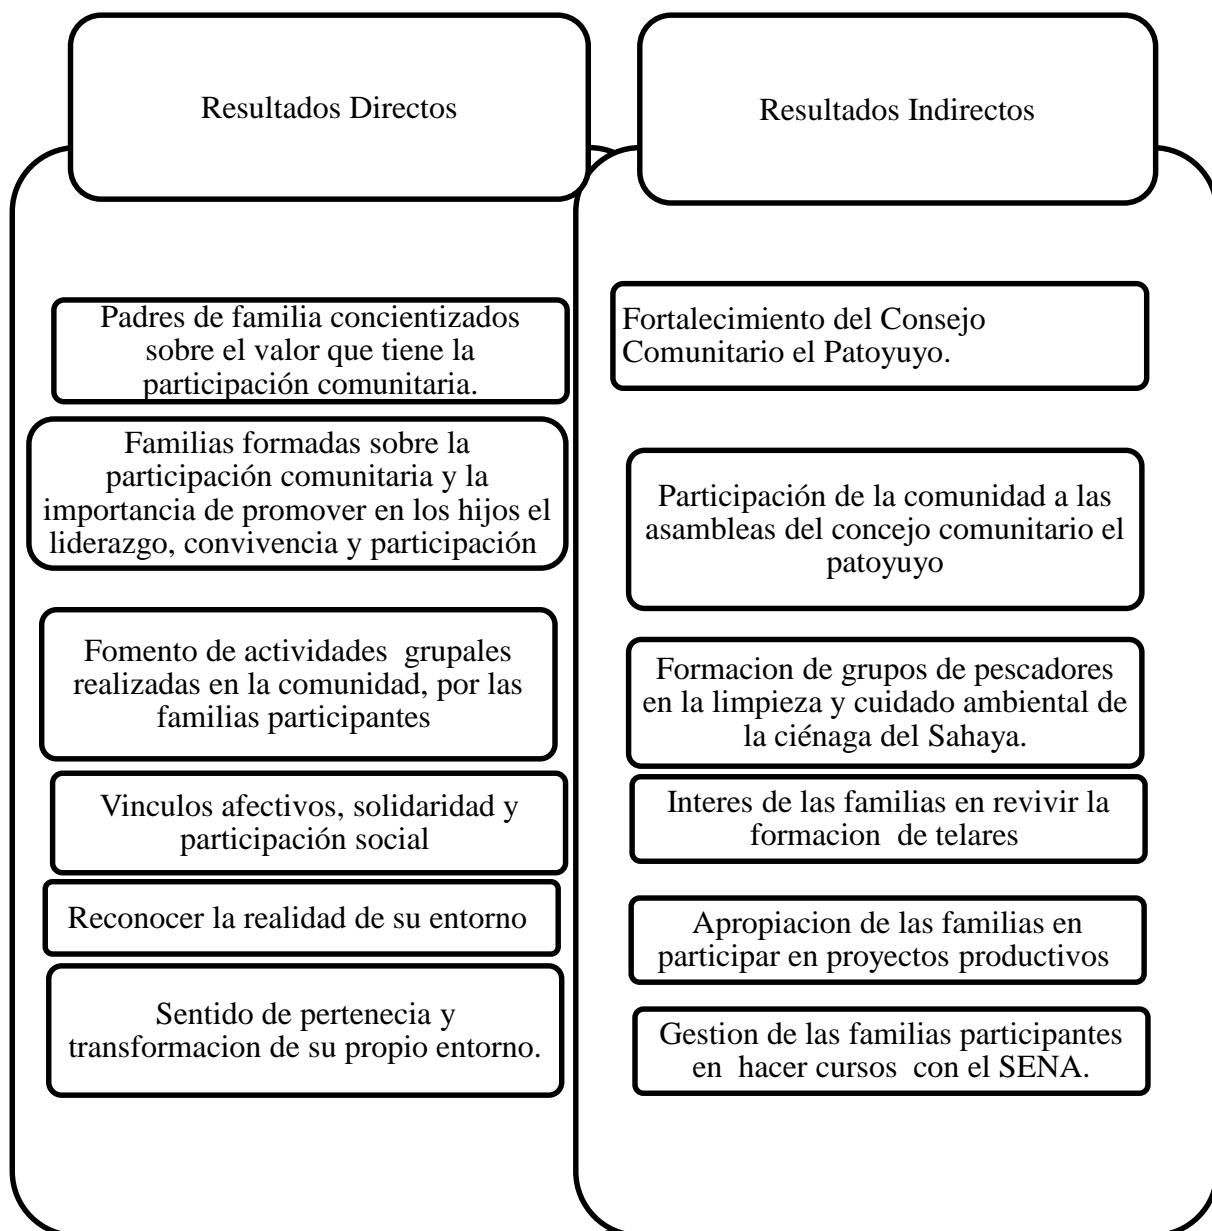 Resultados Directos
Padres de familia concientizados
sobre el valor que tiene la
participación comunitaria.
Familias formadas sobre la
participación comunitaria y la
importancia de promover en los hijos el
liderazgo, convivencia y participación
Fomento de actividades grupales
realizadas en la comunidad, por las
familias participantes
Vinculos afectivos, solidaridad y
participación social
Reconocer la realidad de su entorno
Sentido de pertenecia y
transformacion de su propio entorno.
Resultados Indirectos
Fortalecimiento del Consejo
Comunitario el Patoyuyo.
Participación de la comunidad a las
asambleas del concejo comunitario el
patoyuyo
Formacion de grupos de pescadores
en la limpieza y cuidado ambiental de
la ciénaga del Sahaya.
Interes de las familias en revivir la
formacion de telares
Apropiacion de las familias en
participar en proyectos productivos
Gestion de las familias participantes
en hacer cursos con el SENA.